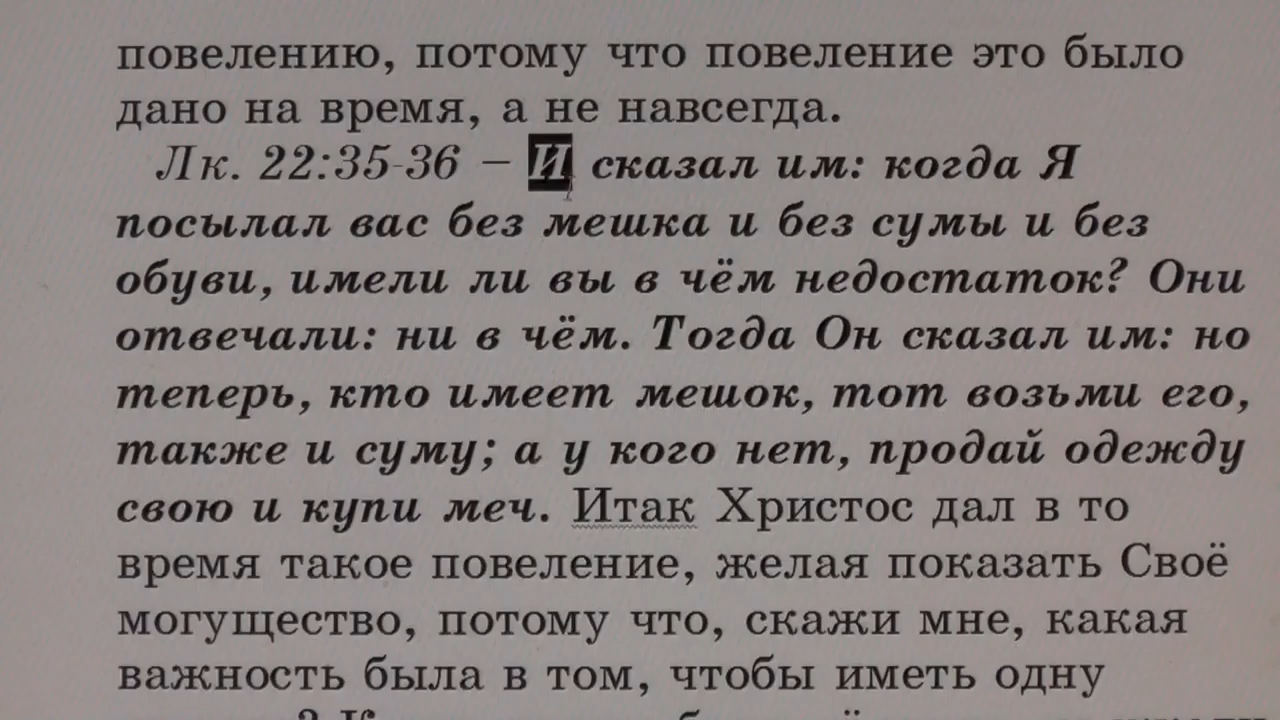 повелению, потому что повеление это было
дано на время, а не навсегда.
Лк. 22:35-36 – И сказал им: когда Я
посылал вас без мешка и без сумы и без
обуви, имели ли вы в чём недостаток? Они
отвечали: ни в чём. Тогда Он сказал им: но
теперь, кто имеет мешок, тот возьми его,
также и суму; а у кого нет, продай одежду
свою и купи меч. Итак Христос дал в то
время такое повеление, желая показать Своё
могущество, потому что, скажи мне, какая
важность была в том, чтобы иметь одну